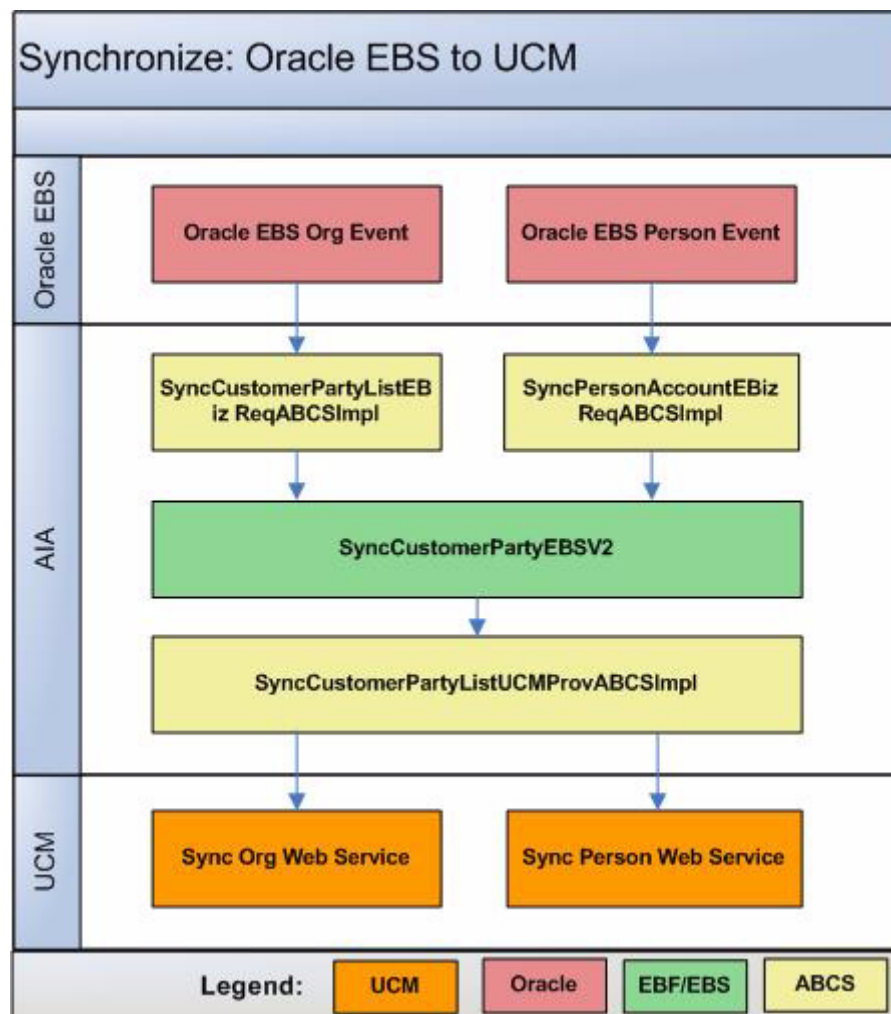 Synchronize: Oracle EBS to UCM
Oracle EBS
Oracle EBS Org Event
Oracle EBS Person Event
AIA
SyncCustomerPartyListEB
iz ReqABCSImpl
SyncPersonAccountEBiz
ReqABCSImpl
SyncCustomerPartyEBSV2
SyncCustomerPartyListUCMProvABCSImpl
UCM
Sync Org Web Service
Sync Person Web Service
Legend:
UCM
Oracle
EBF/EBS
ABCS